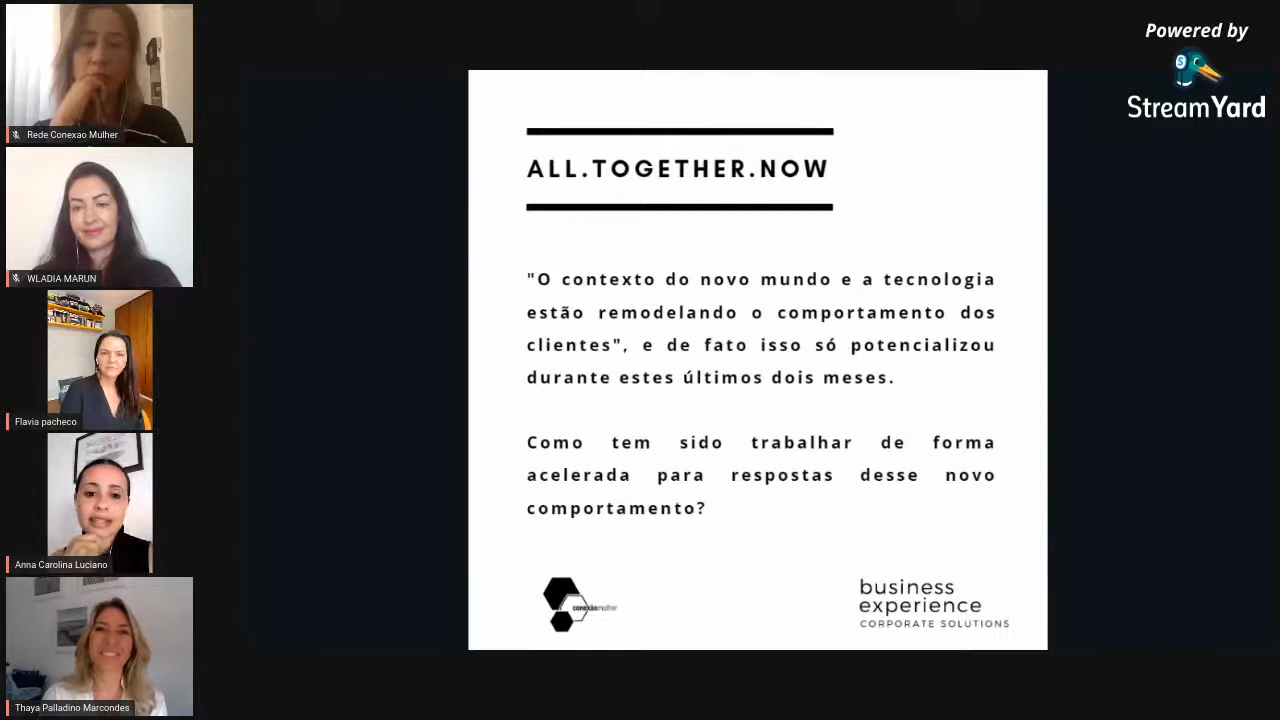 Rede Conexao Mulher
WLADIA MARUN
Flavia pacheco
Anna Carolina Luciano
Thaya Palladino Marcondes
ALL.TOGETHER.NOW
"O contexto do novo mundo e a tecnologia
estão remodelando o comportamento dos
clientes", e de fato isso só potencializou
durante estes últimos dois meses.
Como tem sido trabalhar de forma
acelerada para respostas desse novo
comportamento?
conexãomulher
business
experience
CORPORATE SOLUTIONS
Powered by
S
StreamYard